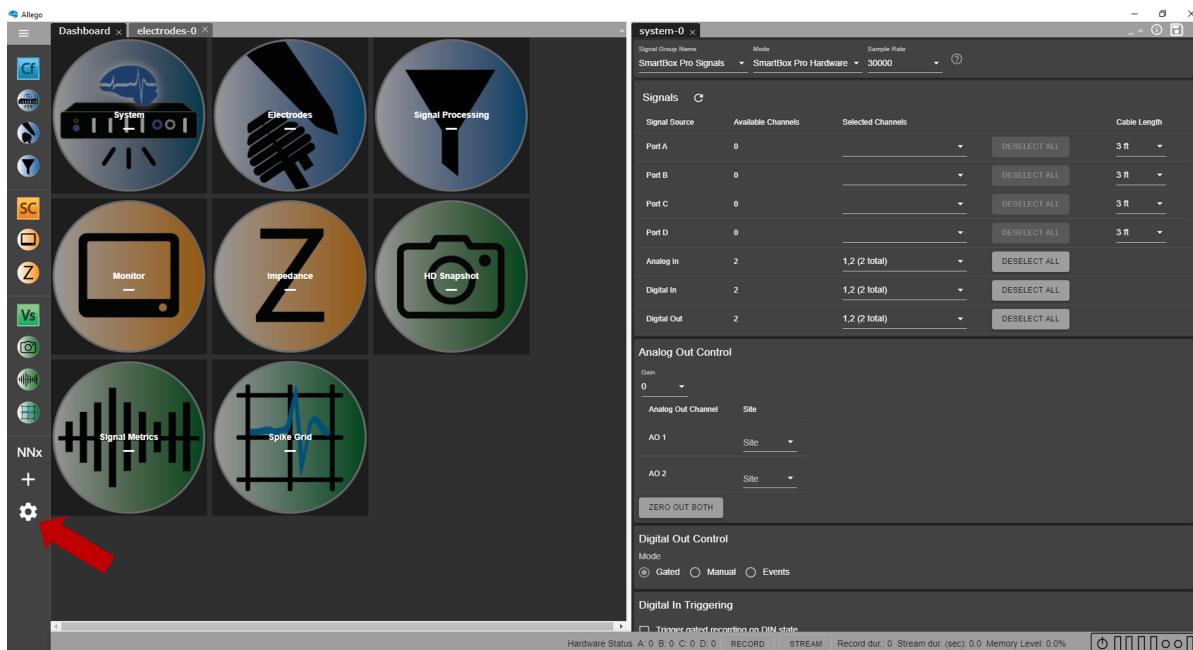 Allego
Dashboard × electrodes-0 ×
Cf
SC
Z
Vs
NNx
System
Electrodes
Signal Processing
Monitor
Impedance
HD Snapshot
Signal Metrics
Spike Grid
system-0 ×
Signal Group Name Mode Sample Rate
SmartBox Pro Signals SmartBox Pro Hardware 30000
Signals
Signal Source Available Channels Selected Channels Cable Length
Port A 0 DESELECT ALL 3 ft
Port B 0 DESELECT ALL 3 ft
Port C 0 DESELECT ALL 3 ft
Port D 0 DESELECT ALL 3 ft
Analog In 2 1,2 (2 total) DESELECT ALL
Digital In 2 1,2 (2 total) DESELECT ALL
Digital Out 2 1,2 (2 total) DESELECT ALL
Analog Out Control
Gain
0
Analog Out Channel Site
AO 1 Site
AO 2 Site
ZERO OUT BOTH
Digital Out Control
Mode
Gated Manual Events
Digital In Triggering
Trigger gated recording on DIN state
Hardware Status A: 0 B: 0 C: 0 D: 0 RECORD STREAM Record dur.: 0 Stream dur. (sec): 0.0 Memory Level: 0.0%